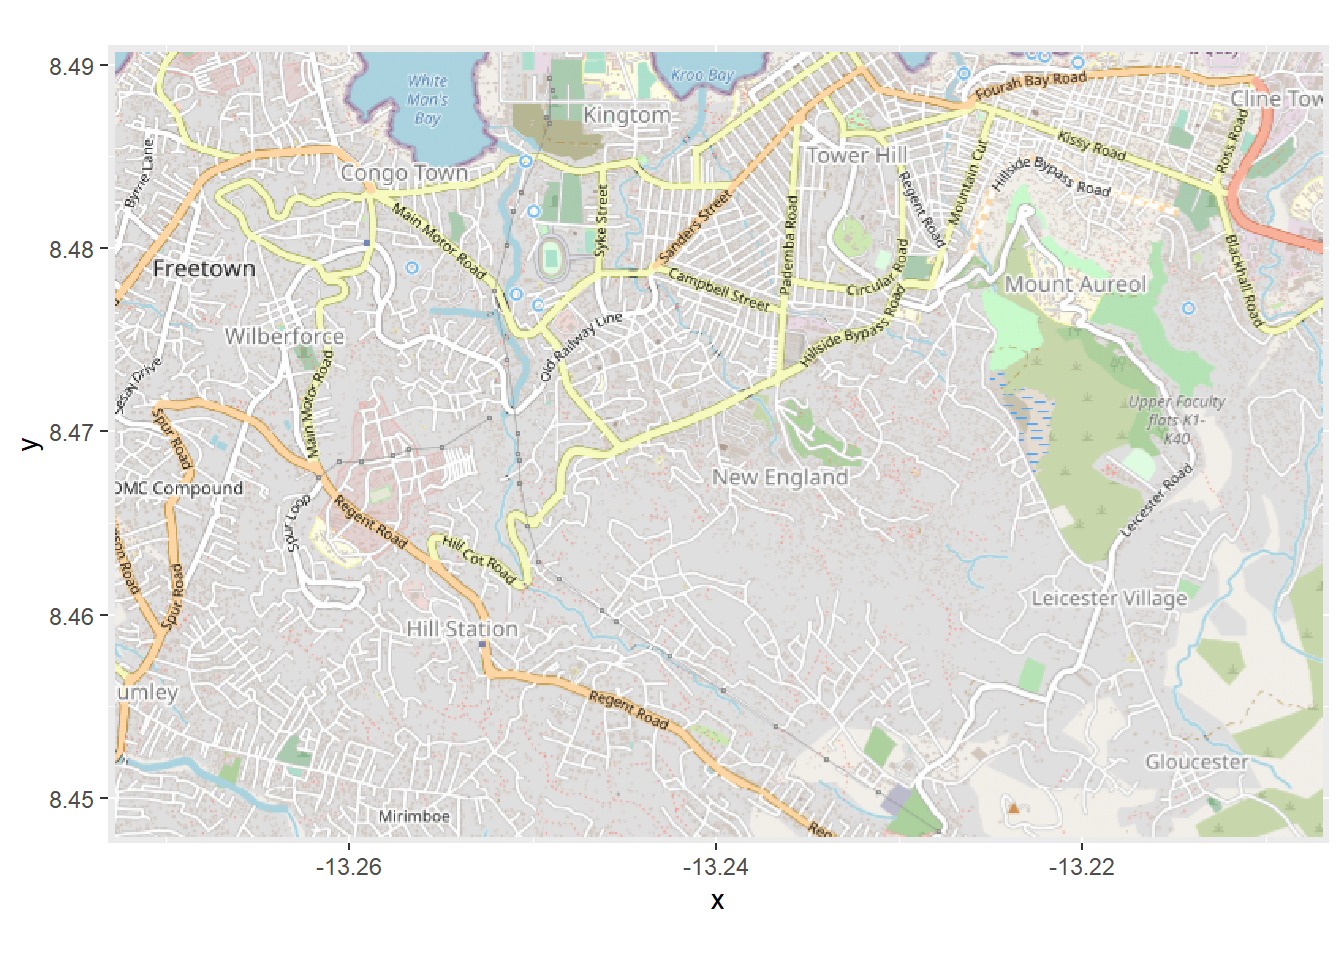 8.49
8.48
8.47
8.46
8.45
y
-13.26
-13.24
-13.22
x
White
Man's
Bay
Kroo Bay
Kingtom
Fourah Bay Road
Cline Tow
Byrne Lane
Congo Town
Tower Hill
Kissy Road
Ross Road
Hillside Bypass Road
Mountain Cut
Regent Road
Main Motor Road
Syke Street
Sanders Street
Pademba Road
Circular Road
Blackhall Road
Freetown
Campbell Street
Mount Aureol
Wilberforce
Old Railway Line
Hillside Bypass Road
Main Motor Road
esay Drive
Upper Faculty
flats K1-
K40
Spur Road
New England
OMC Compound
Leicester Road
Spur Loop
Regent Road
Hill Cot Road
son Road
Spur Road
Leicester Village
Hill Station
umley
Regent Road
Gloucester
Mirimboe
Reg